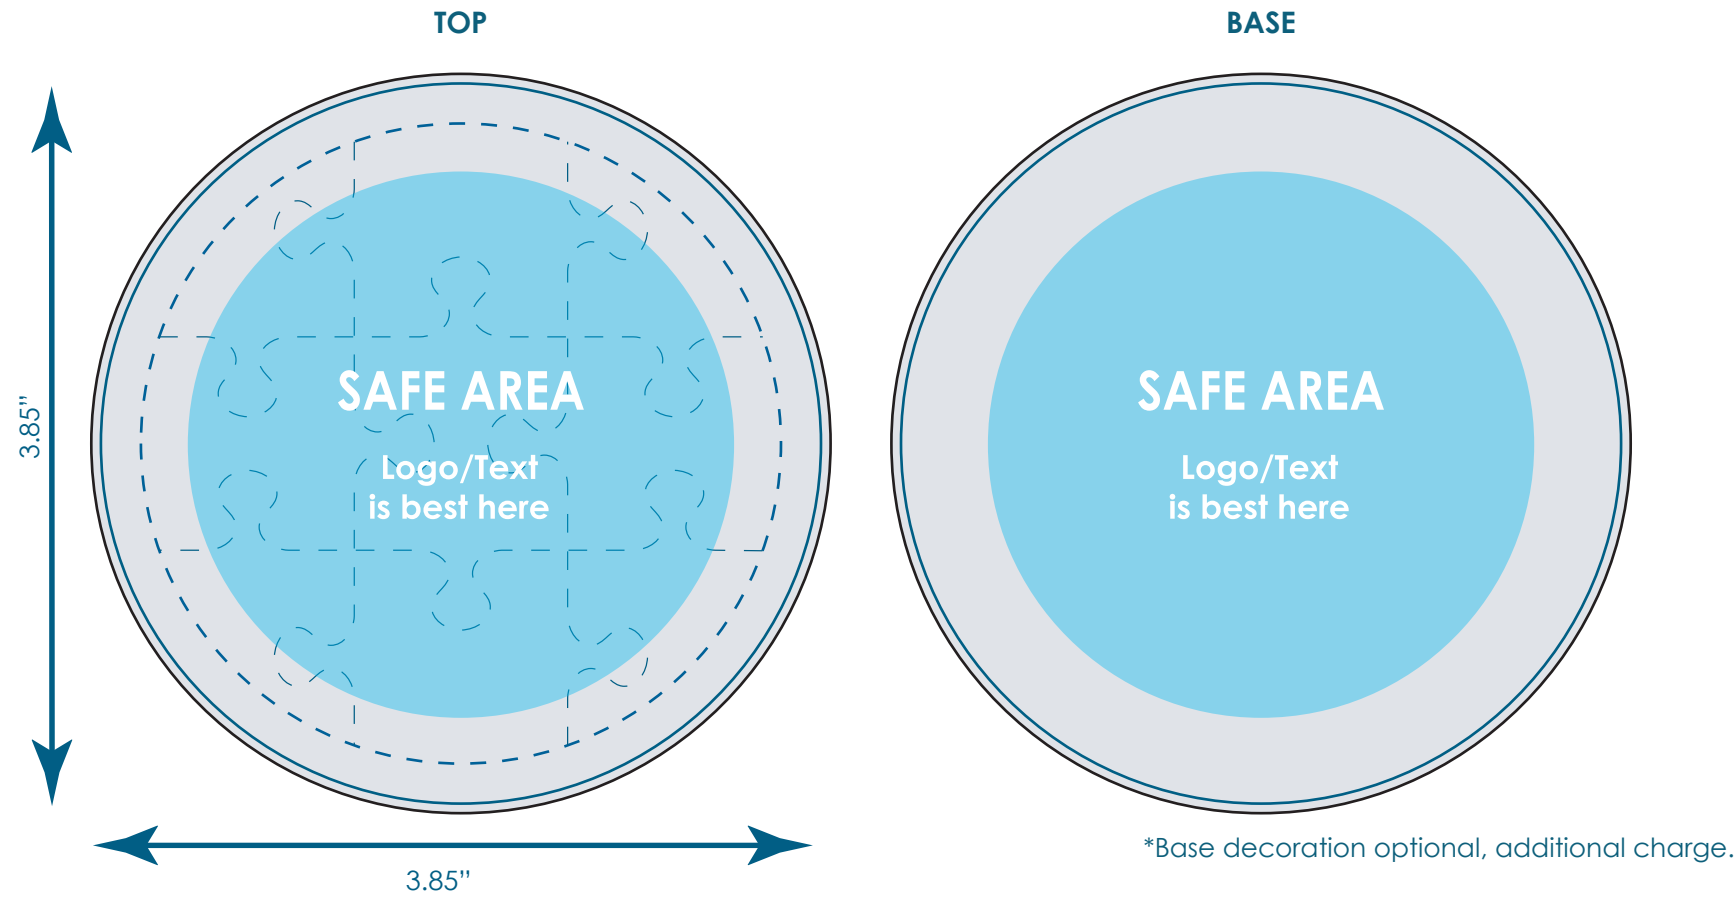 TOP
BASE
3.85”
SAFE AREA
Logo/Text
is best here
SAFE AREA
Logo/Text
is best here
3.85”
*Base decoration optional, additional charge.